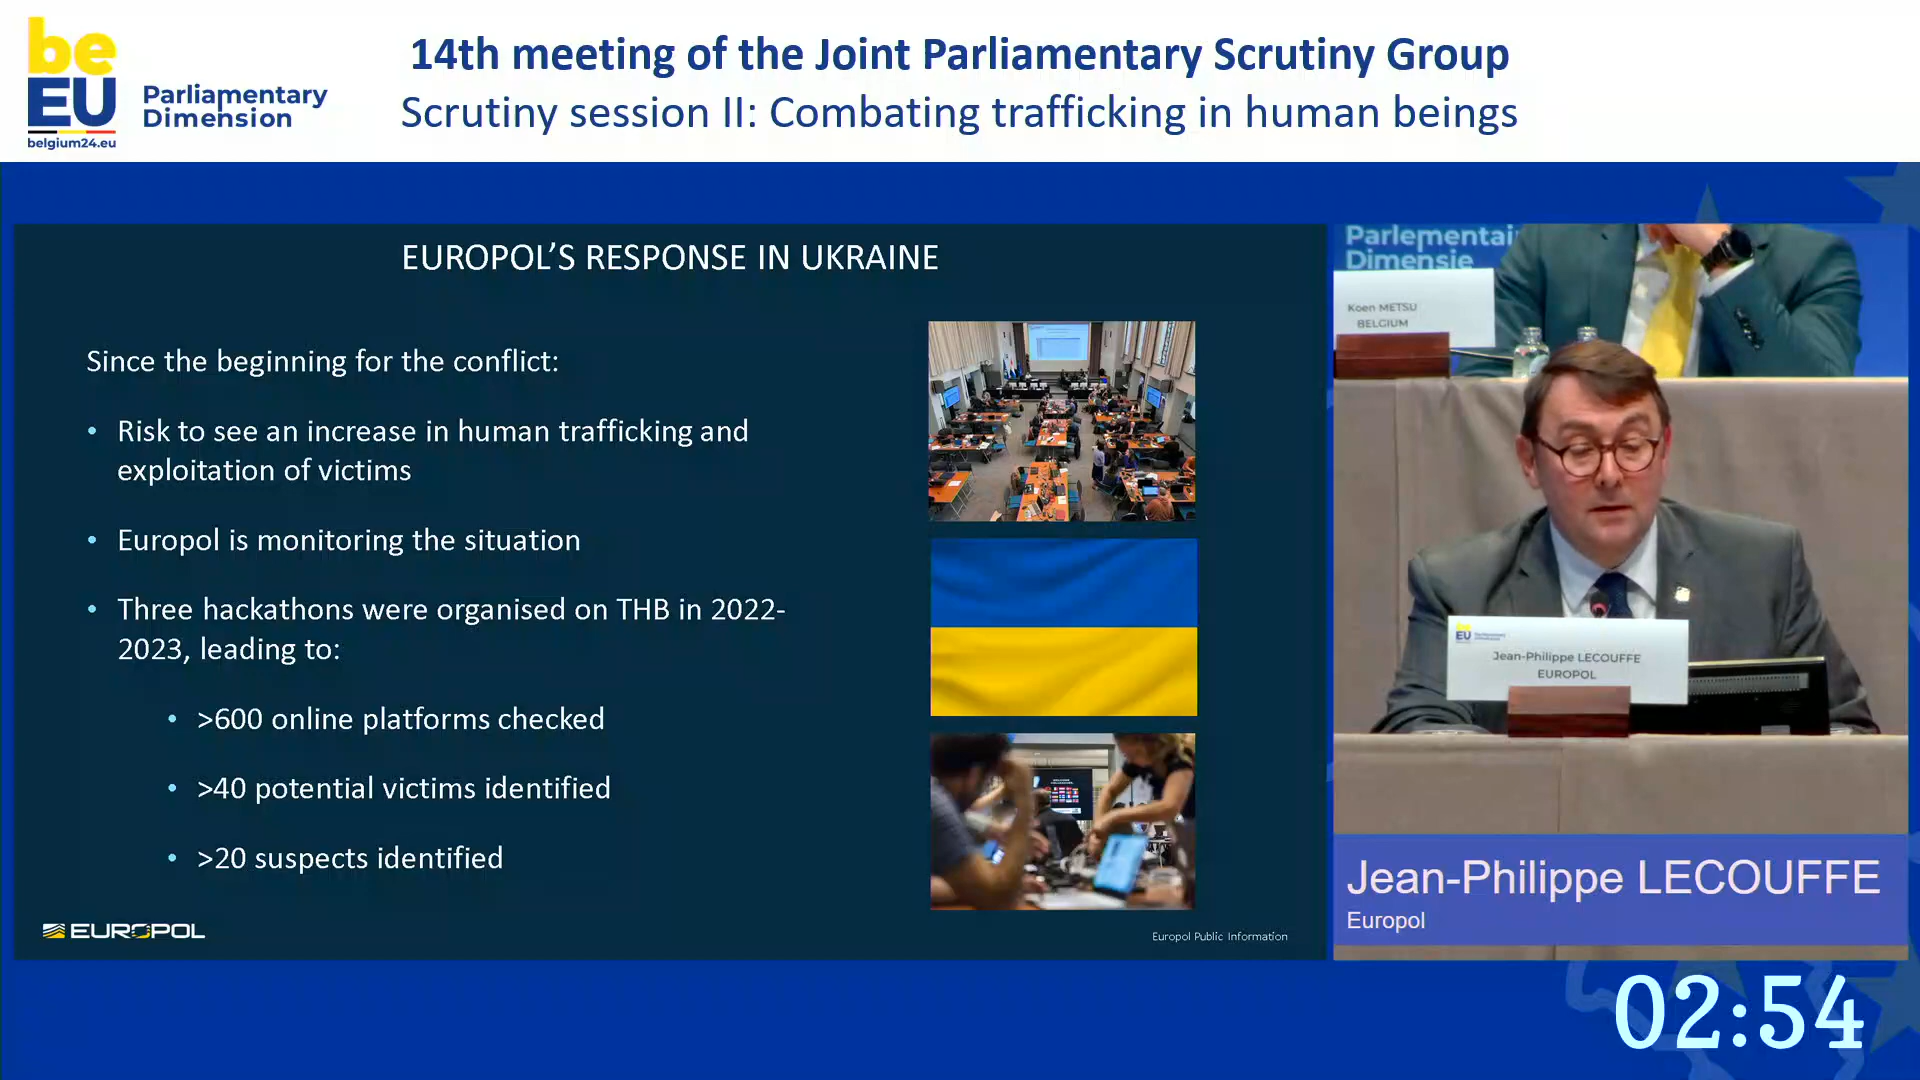 be
EU
Parliamentary
Dimension
belgium24.eu
14th meeting of the Joint Parliamentary Scrutiny Group
Scrutiny session II: Combating trafficking in human beings
EUROPOL'S RESPONSE IN UKRAINE
Since the beginning for the conflict:
• Risk to see an increase in human trafficking and
exploitation of victims
• Europol is monitoring the situation
• Three hackathons were organised on THB in 2022-
2023, leading to:
• >600 online platforms checked
• >40 potential victims identified
• >20 suspects identified
EUROPOL
Europol Public Information
Parlementai
Dimensie
Koen METSU
BELGIUM
be
EU
Jean-Philippe LECOUFFE
EUROPOL
Jean-Philippe LECOUFFE
Europol
02:54